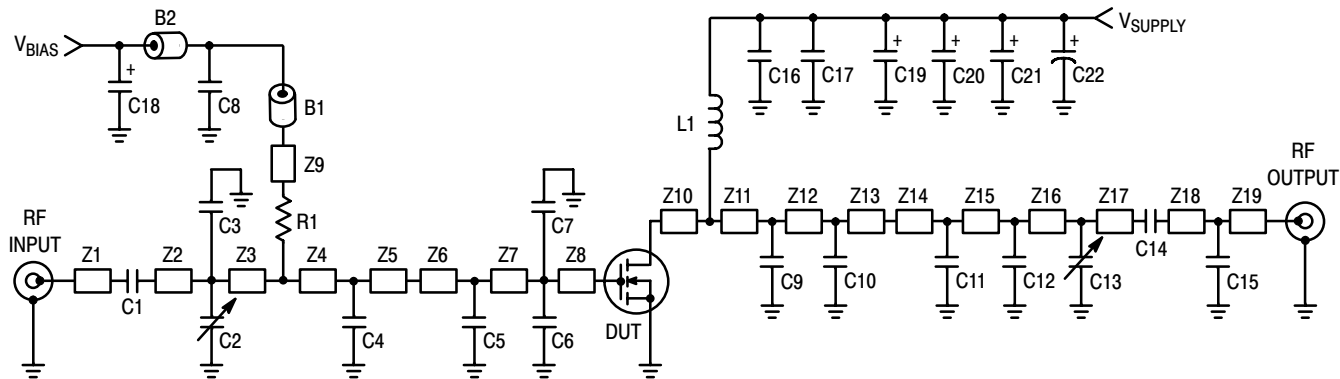 B2
V_BIAS
C18
+
C8
B1
Z9
R1
C3
C7
L1
C16
C17
+
C19
+
C20
+
C21
+
C22
V_SUPPLY
RF
INPUT
Z1
C1
Z2
C2
Z3
Z4
C4
Z5
Z6
C5
Z7
C6
Z8
DUT
Z10
Z11
C9
Z12
C10
Z13
Z14
C11
Z15
C12
Z16
C13
Z17
C14
Z18
C15
Z19
RF
OUTPUT